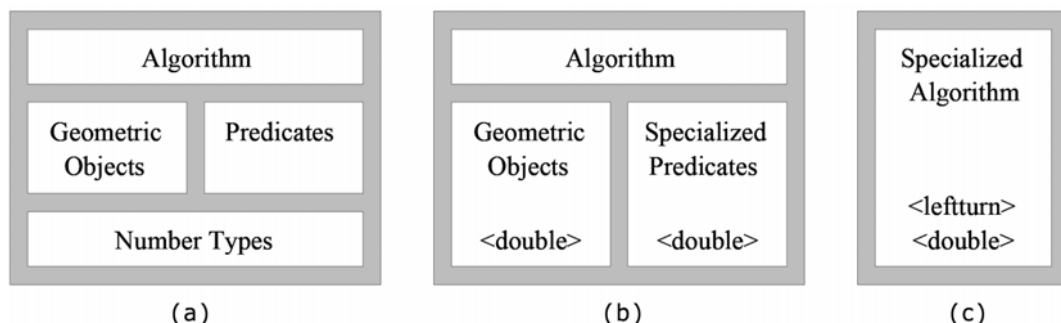 Algorithm
Geometric
Objects
Predicates
Number Types
(a)
Algorithm
Geometric
Objects
<double>
Specialized
Predicates
<double>
(b)
Specialized
Algorithm
<leftturn>
<double>
(c)